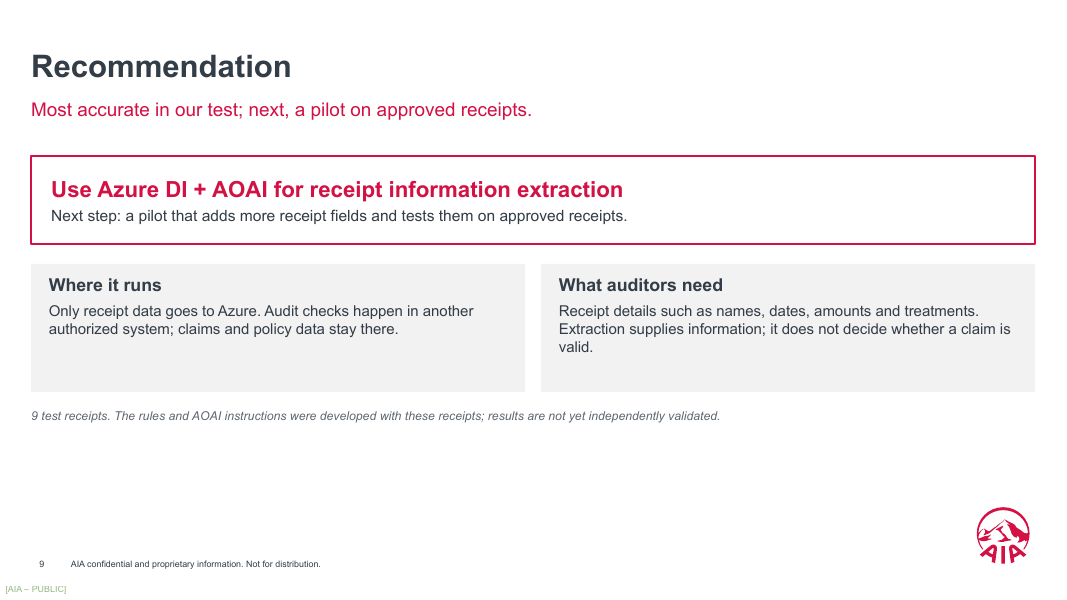 Recommendation
Most accurate in our test; next, a pilot on approved receipts.
Use Azure DI + AOAI for receipt information extraction
Next step: a pilot that adds more receipt fields and tests them on approved receipts.
Where it runs
Only receipt data goes to Azure. Audit checks happen in another
authorized system; claims and policy data stay there.
What auditors need
Receipt details such as names, dates, amounts and treatments.
Extraction supplies information; it does not decide whether a claim is
valid.
9 test receipts. The rules and AOAI instructions were developed with these receipts; results are not yet independently validated.
AIA
9 AIA confidential and proprietary information. Not for distribution.
[AIA – PUBLIC]